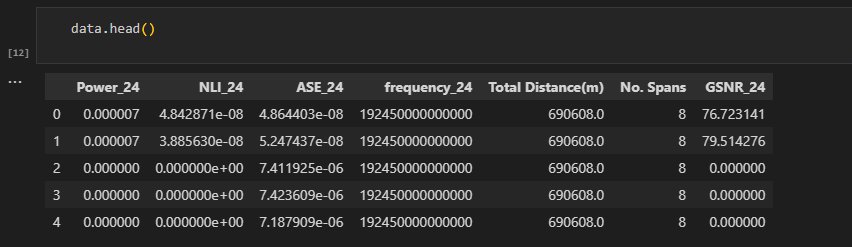 data.head()
[12]
...
Power_24 NLI_24 ASE_24 frequency_24 Total Distance(m) No. Spans GSNR_24
0 0.000007 4.842871e-08 4.864403e-08 192450000000000 690608.0 8 76.723141
1 0.000007 3.885630e-08 5.247437e-08 192450000000000 690608.0 8 79.514276
2 0.000000 0.000000e+00 7.411925e-06 192450000000000 690608.0 8 0.000000
3 0.000000 0.000000e+00 7.423609e-06 192450000000000 690608.0 8 0.000000
4 0.000000 0.000000e+00 7.187909e-06 192450000000000 690608.0 8 0.000000